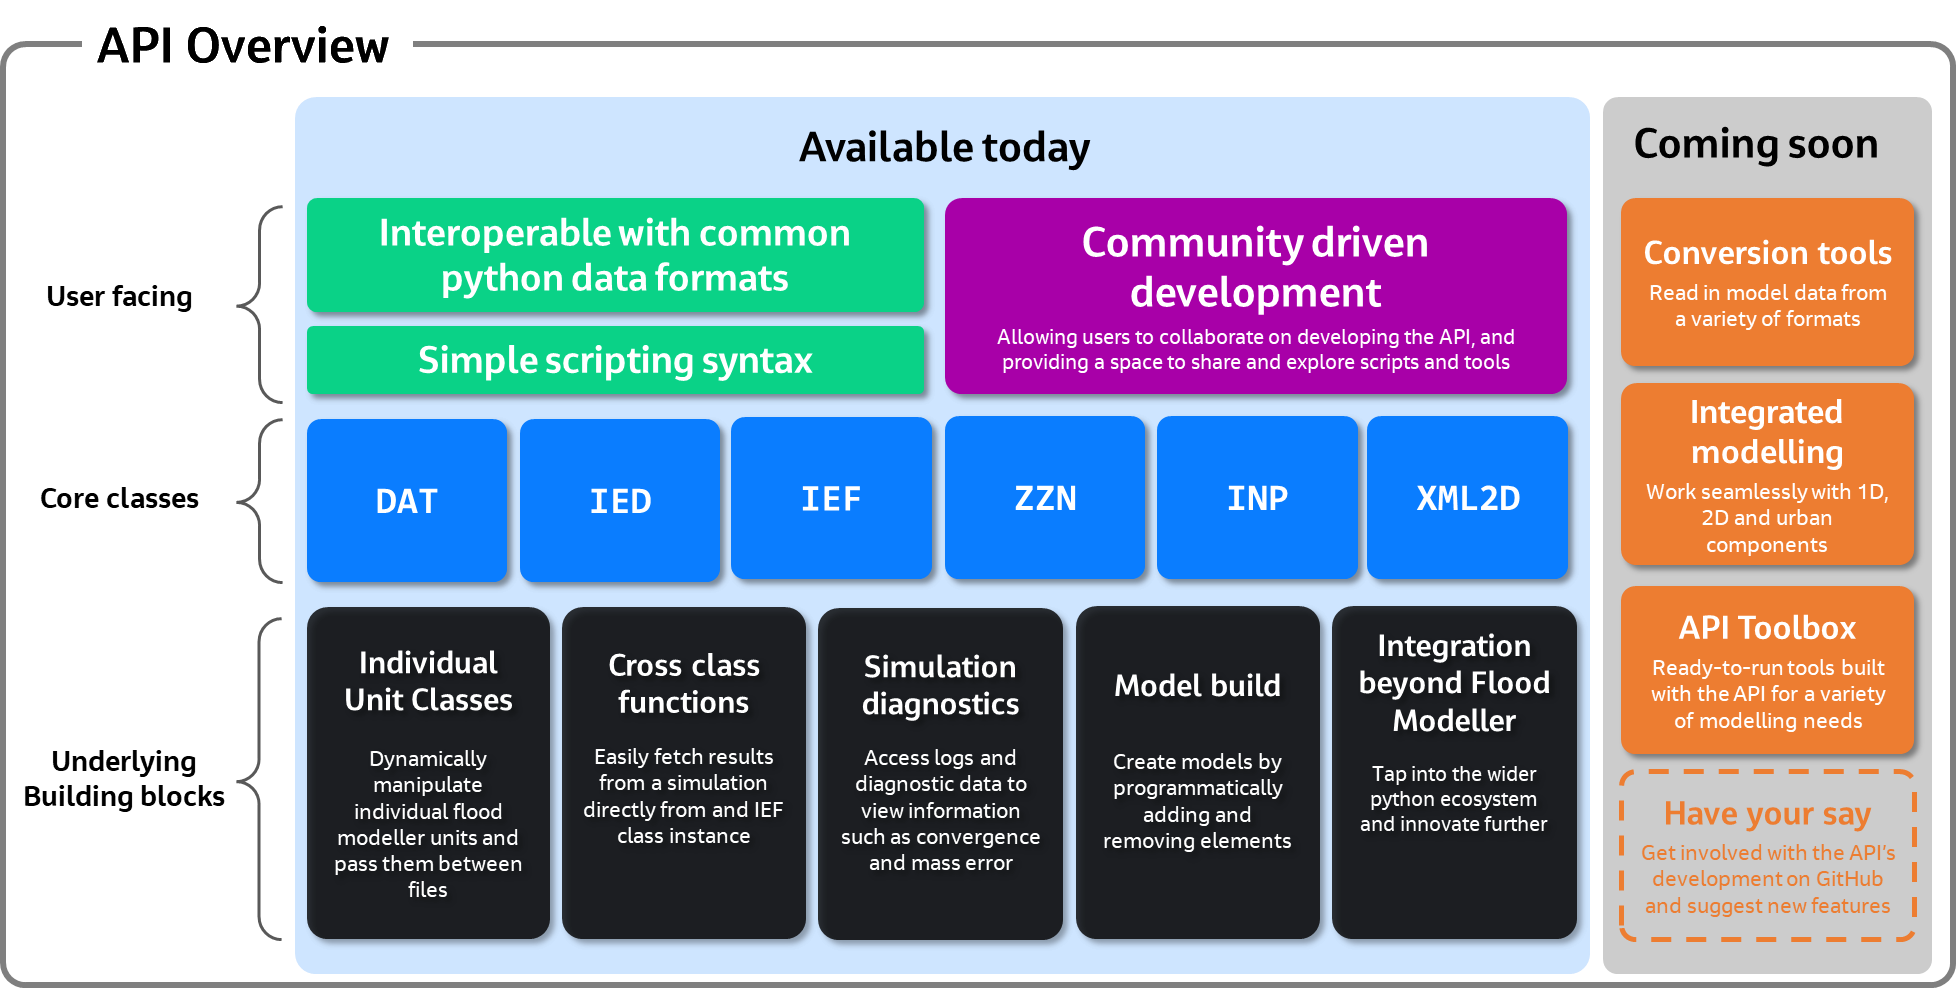 API Overview
Available today
Coming soon
User facing
Interoperable with common
python data formats
Simple scripting syntax
Community driven
development
Allowing users to collaborate on developing the API, and
providing a space to share and explore scripts and tools
Conversion tools
Read in model data from
a variety of formats
Core classes
DAT
IED
IEF
ZZN
INP
XML2D
Integrated
modelling
Work seamlessly with 1D,
2D and urban
components
Underlying
Building blocks
Individual
Unit Classes
Dynamically
manipulate
individual flood
modeller units and
pass them between
files
Cross class
functions
Easily fetch results
from a simulation
directly from and IEF
class instance
Simulation
diagnostics
Access logs and
diagnostic data to
view information
such as convergence
and mass error
Model build
Create models by
programmatically
adding and
removing elements
Integration
beyond Flood
Modeller
Tap into the wider
python ecosystem
and innovate further
API Toolbox
Ready-to-run tools built
with the API for a variety
of modelling needs
Have your say
Get involved with the API's
development on GitHub
and suggest new features